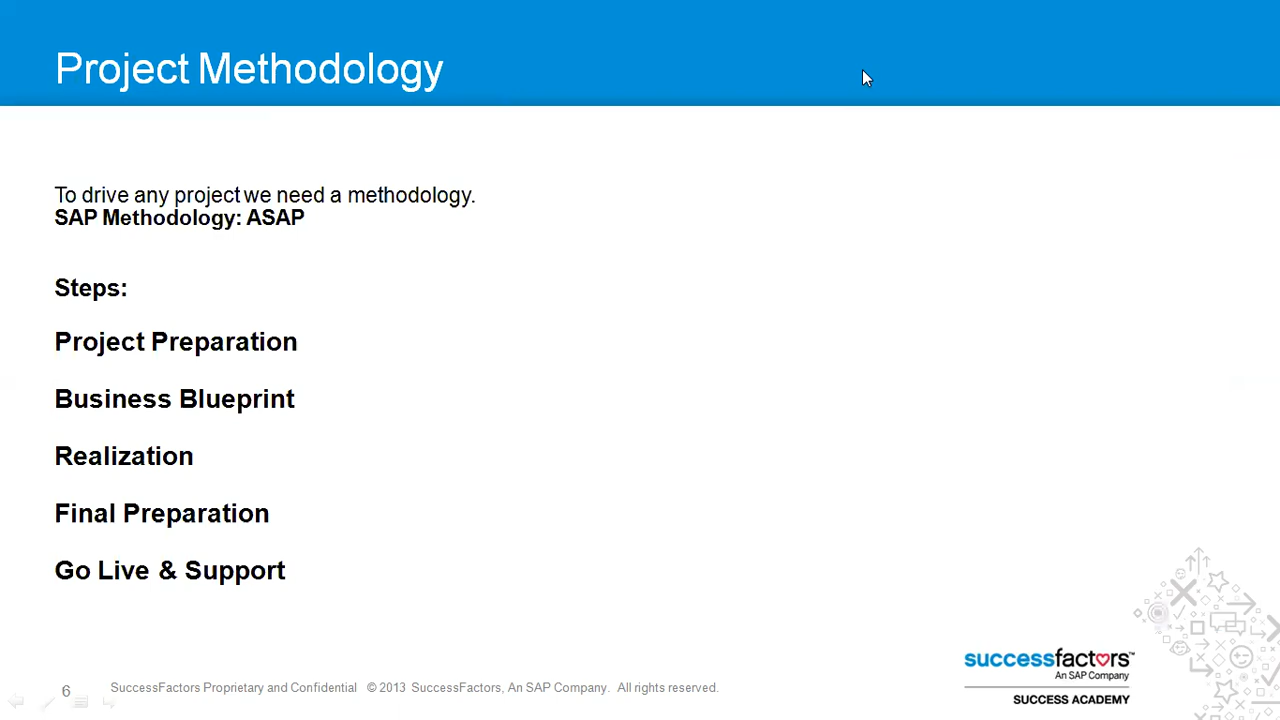 Project Methodology
To drive any project we need a methodology.
SAP Methodology: ASAP
Steps:
Project Preparation
Business Blueprint
Realization
Final Preparation
Go Live & Support
6
SuccessFactors Proprietary and Confidential © 2013 SuccessFactors, An SAP Company. All rights reserved.
successfactors™
An SAP Company
SUCCESS ACADEMY